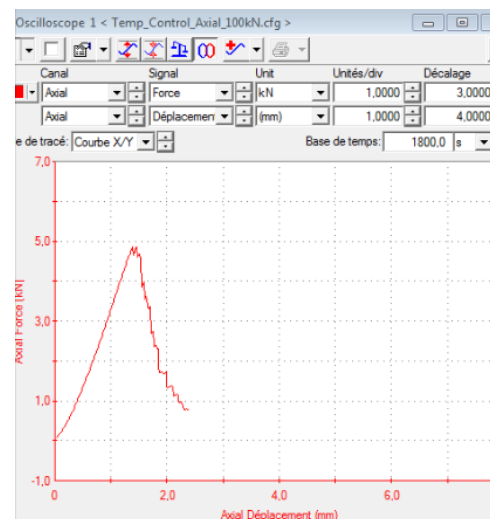 Oscilloscope 1 < Temp_Control_Axial_100kN.cfg >
Canal Signal Unit Unités/div Décalage
Axial Force kN 1,0000 3,0000
Axial Déplacemen (mm) 1,0000 4,0000
e de tracé: Courbe X/Y Base de temps: 1800,0 s
7,0
5,0
3,0
1,0
-1,0
Axial Force [kN]
0 2,0 4,0 6,0
Axial Déplacement (mm)